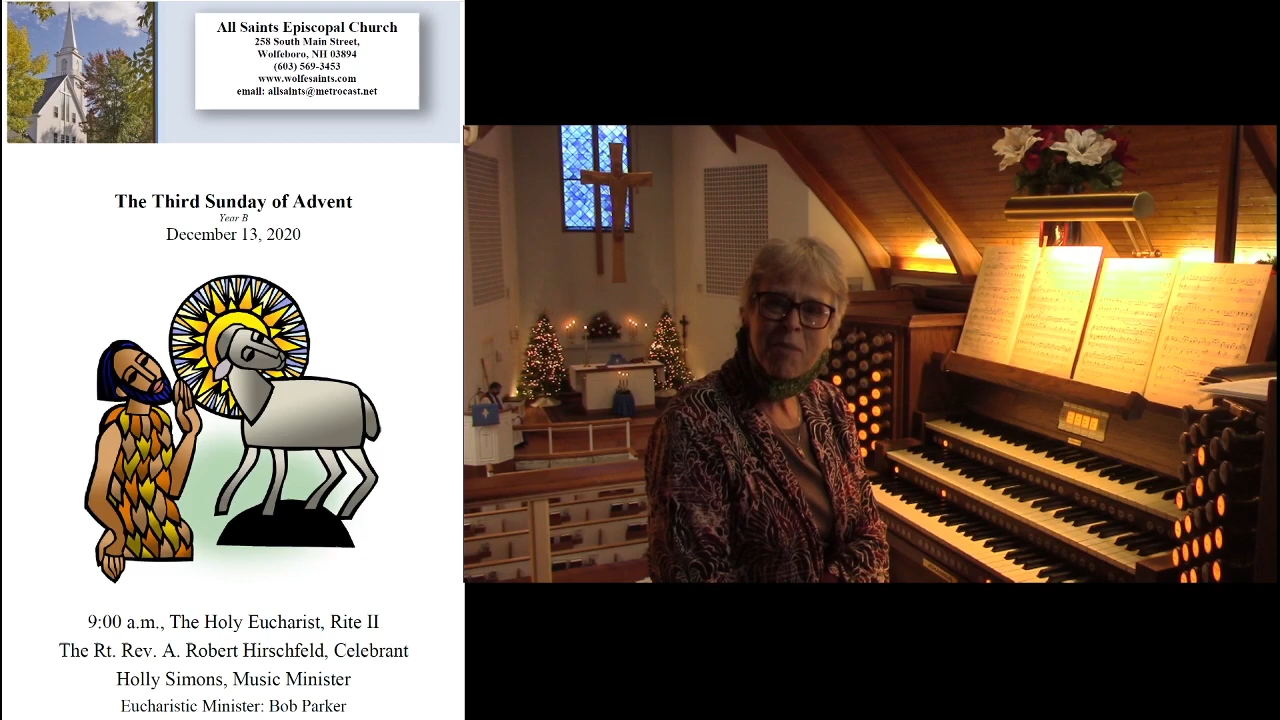 All Saints Episcopal Church
258 South Main Street,
Wolfeboro, NH 03894
(603) 569-3453
www.wolfesaints.com
email: allsaints@metrocast.net
The Third Sunday of Advent
Year B
December 13, 2020
9:00 a.m., The Holy Eucharist, Rite II
The Rt. Rev. A. Robert Hirschfeld, Celebrant
Holly Simons, Music Minister
Eucharistic Minister: Bob Parker